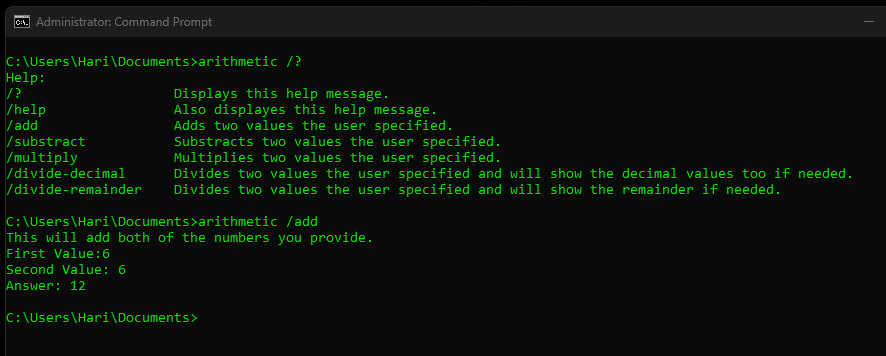 Administrator: Command Prompt
C:\Users\Hari\Documents>arithmetic /?
Help:
/?                   Displays this help message.
/help                Also displayes this help message.
/add                 Adds two values the user specified.
/substract           Substracts two values the user specified.
/multiply            Multiplies two values the user specified.
/divide-decimal      Divides two values the user specified and will show the decimal values too if needed.
/divide-remainder    Divides two values the user specified and will show the remainder if needed.
C:\Users\Hari\Documents>arithmetic /add
This will add both of the numbers you provide.
First Value:6
Second Value: 6
Answer: 12
C:\Users\Hari\Documents>